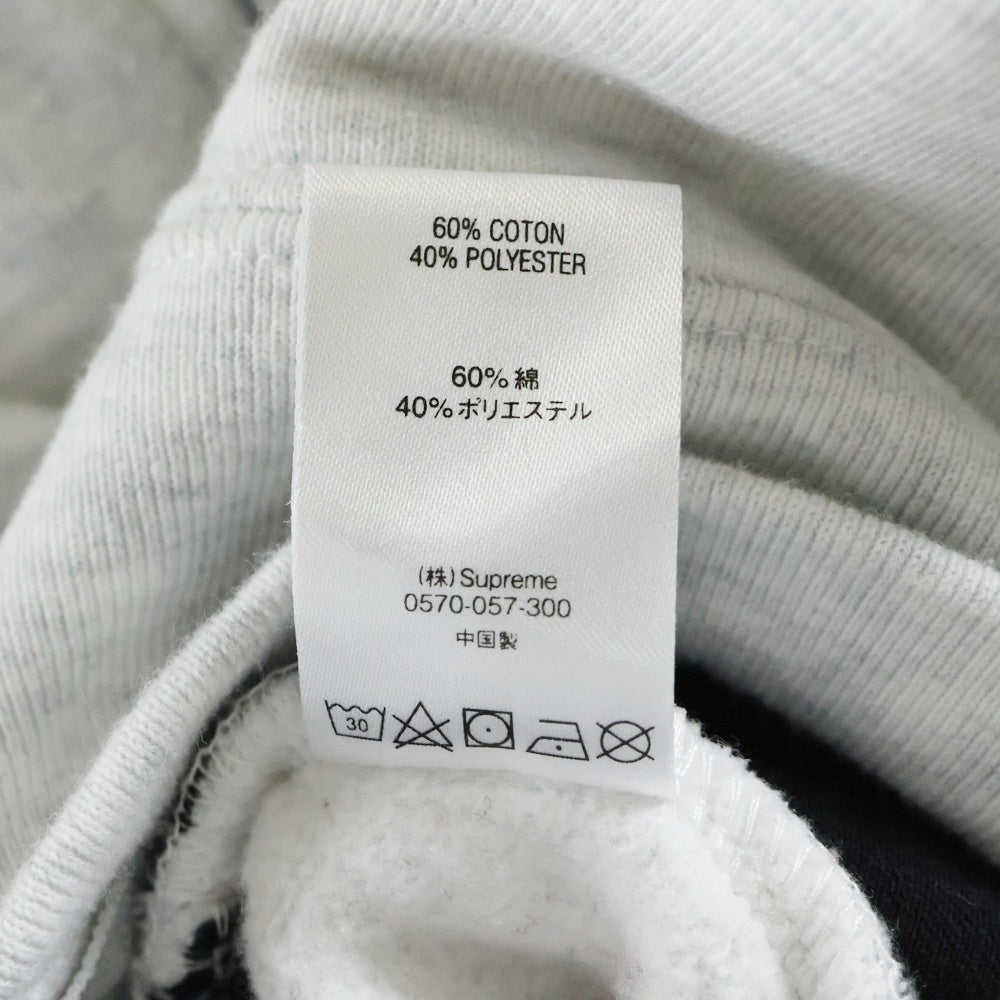 60% COTON
40% POLYESTER
60% 綿
40% ポリエステル
(株) Supreme
0570-057-300
中国製
30